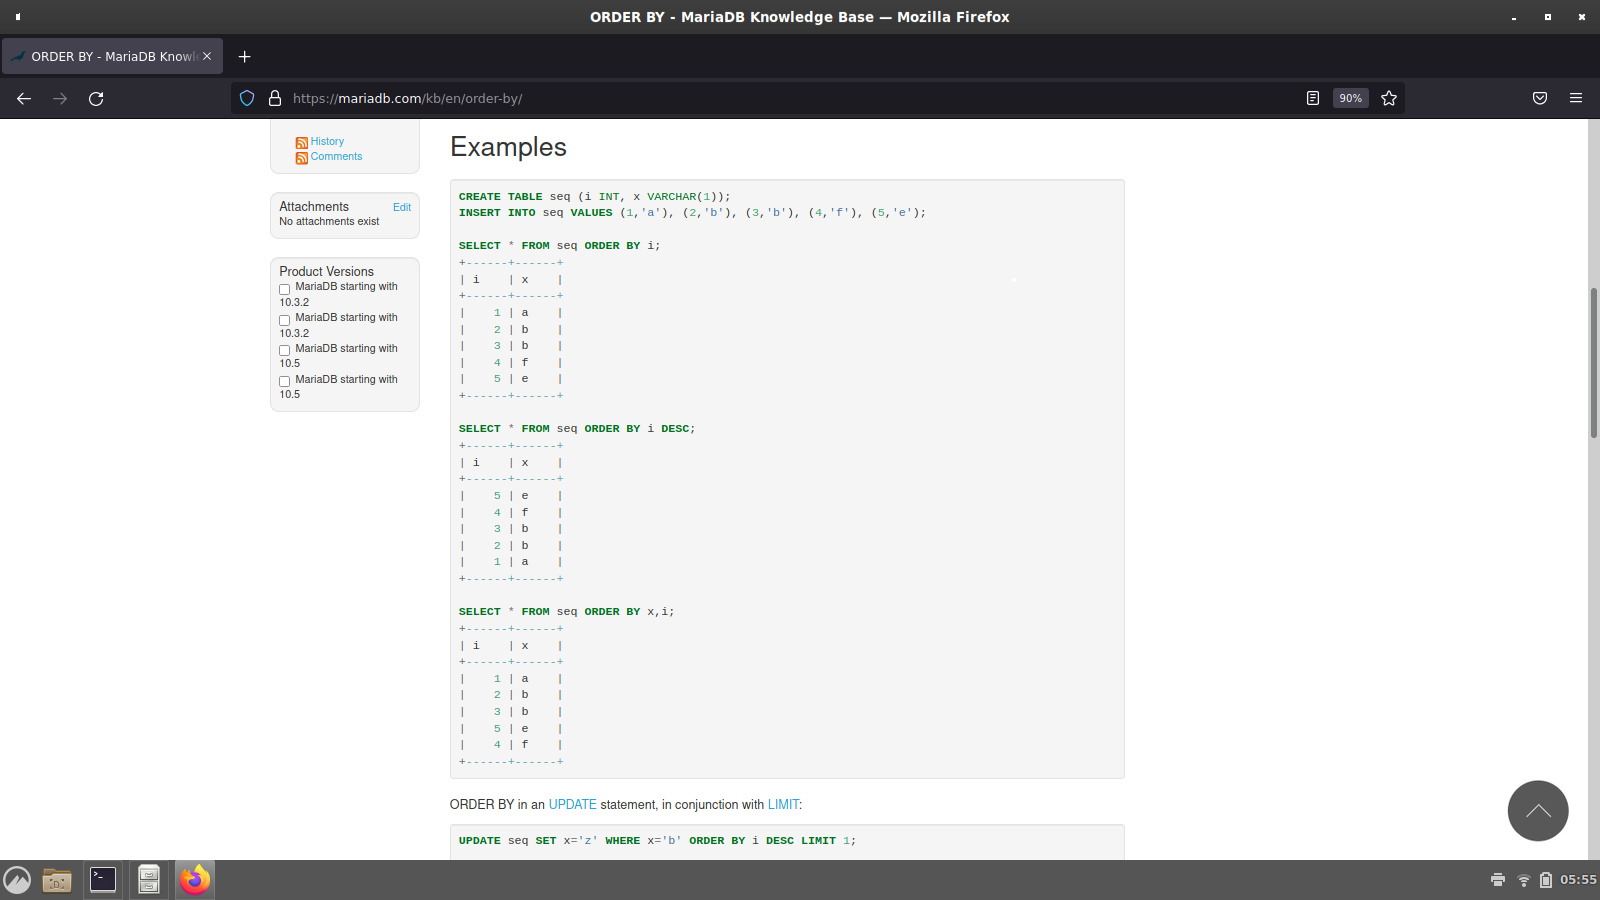 ORDER BY - MariaDB Knowledge Base — Mozilla Firefox
ORDER BY - MariaDB Knowle
https://mariadb.com/kb/en/order-by/
90%
History
Comments
Attachments Edit
No attachments exist
Product Versions
MariaDB starting with
10.3.2
MariaDB starting with
10.3.2
MariaDB starting with
10.5
MariaDB starting with
10.5
Examples
CREATE TABLE seq (i INT, x VARCHAR(1));
INSERT INTO seq VALUES (1,'a'), (2,'b'), (3,'b'), (4,'f'), (5,'e');
SELECT * FROM seq ORDER BY i;
+------+------+
| i    | x    |
+------+------+
|    1 | a    |
|    2 | b    |
|    3 | b    |
|    4 | f    |
|    5 | e    |
+------+------+
SELECT * FROM seq ORDER BY i DESC;
+------+------+
| i    | x    |
+------+------+
|    5 | e    |
|    4 | f    |
|    3 | b    |
|    2 | b    |
|    1 | a    |
+------+------+
SELECT * FROM seq ORDER BY x,i;
+------+------+
| i    | x    |
+------+------+
|    1 | a    |
|    2 | b    |
|    3 | b    |
|    5 | e    |
|    4 | f    |
+------+------+
ORDER BY in an UPDATE statement, in conjunction with LIMIT:
UPDATE seq SET x='z' WHERE x='b' ORDER BY i DESC LIMIT 1;
05:55